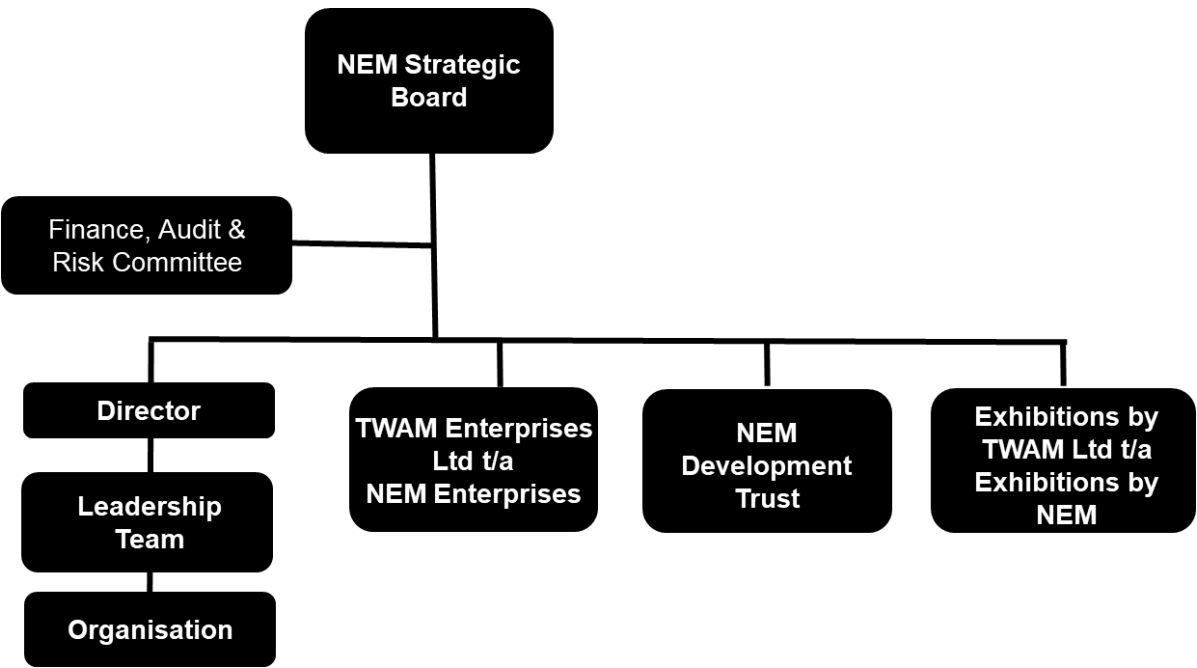 NEM Strategic
Board
Finance, Audit &
Risk Committee
Director
Leadership
Team
Organisation
TWAM Enterprises
Ltd t/a
NEM Enterprises
NEM
Development
Trust
Exhibitions by
TWAM Ltd t/a
Exhibitions by
NEM